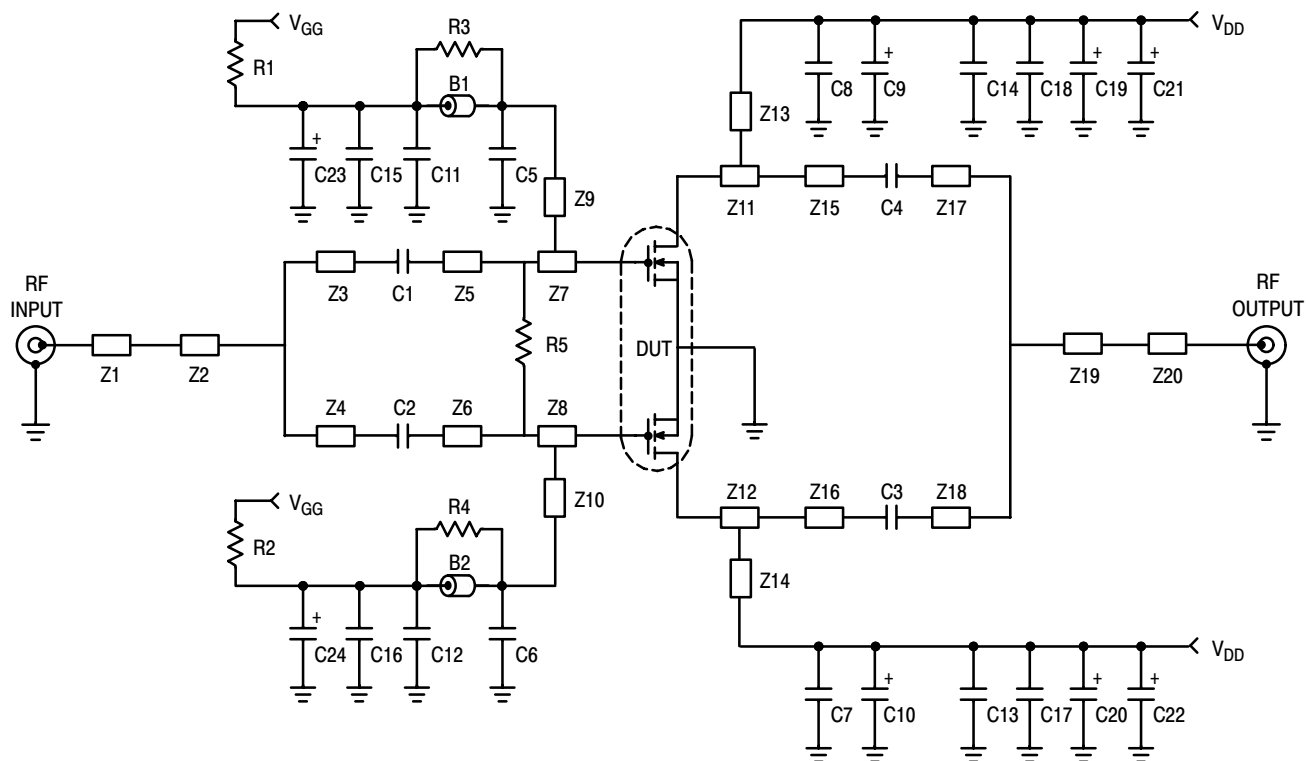 VGG
R1
R3
B1
C23
C15
C11
C5
Z9
VDD
C8
C9
C14
C18
C19
C21
Z13
Z11
Z15
C4
Z17
RF
INPUT
Z1
Z2
Z3
C1
Z5
Z7
R5
DUT
Z4
C2
Z6
Z8
Z10
RF
OUTPUT
Z19
Z20
VGG
R2
R4
B2
C24
C16
C12
C6
Z12
Z16
C3
Z18
Z14
VDD
C7
C10
C13
C17
C20
C22
+
+
+
+
+
+
+
+